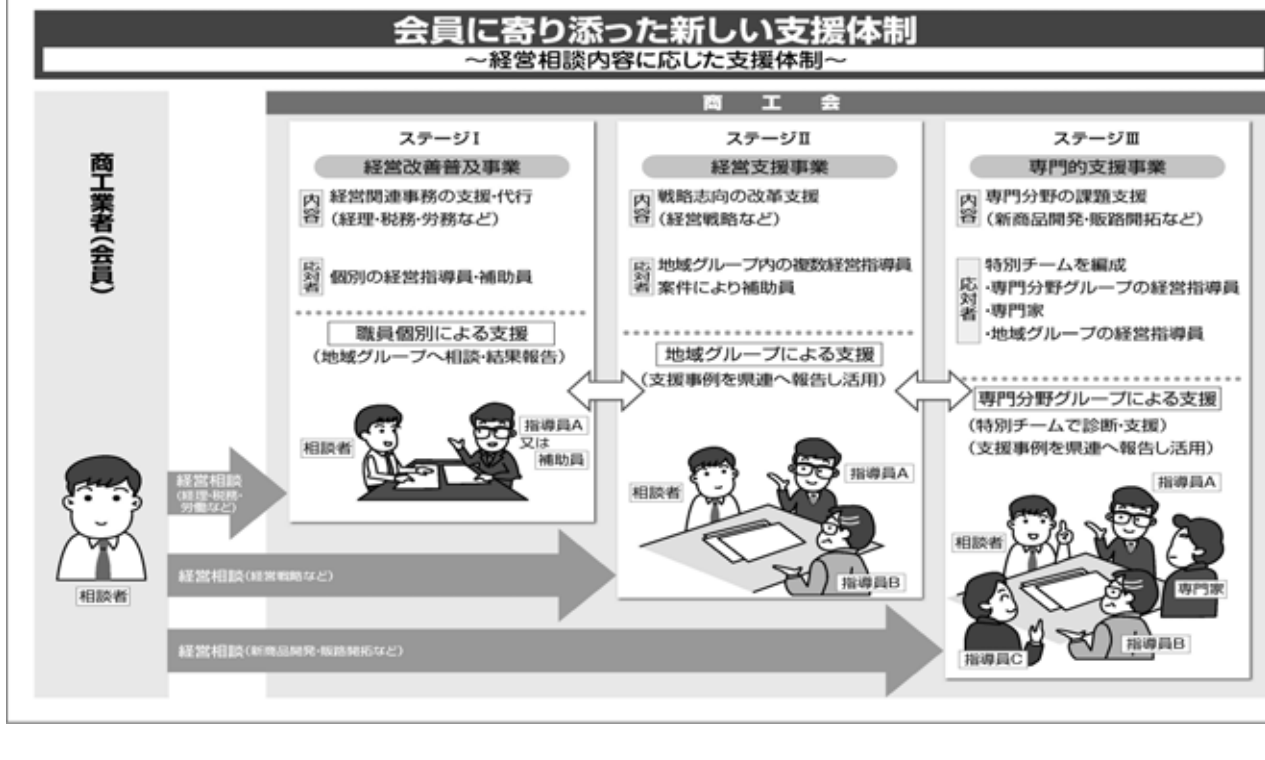 会員に寄り添った新しい支援体制
～経営相談内容に応じた支援体制～
商工業者(会員)
相談者
経営相談
(経理・税務・
労働など)
経営相談(経営戦略など)
経営相談(新商品開発・販路開拓など)
商工会
ステージⅠ
経営改善普及事業
内容
経営関連事務の支援・代行
(経理・税務・労務など)
応対者
個別の経営指導員・補助員
職員個別による支援
(地域グループへ相談・結果報告)
相談者
指導員A
又は
補助員
ステージⅡ
経営支援事業
内容
戦略志向の改革支援
(経営戦略など)
応対者
地域グループ内の複数経営指導員
案件により補助員
地域グループによる支援
(支援事例を県連へ報告し活用)
相談者
指導員A
指導員B
ステージⅢ
専門的支援事業
内容
専門分野の課題支援
(新商品開発・販路開拓など)
応対者
特別チームを編成
・専門分野グループの経営指導員
・専門家
・地域グループの経営指導員
専門分野グループによる支援
(特別チームで診断・支援)
(支援事例を県連へ報告し活用)
指導員A
相談者
専門家
指導員B
指導員C